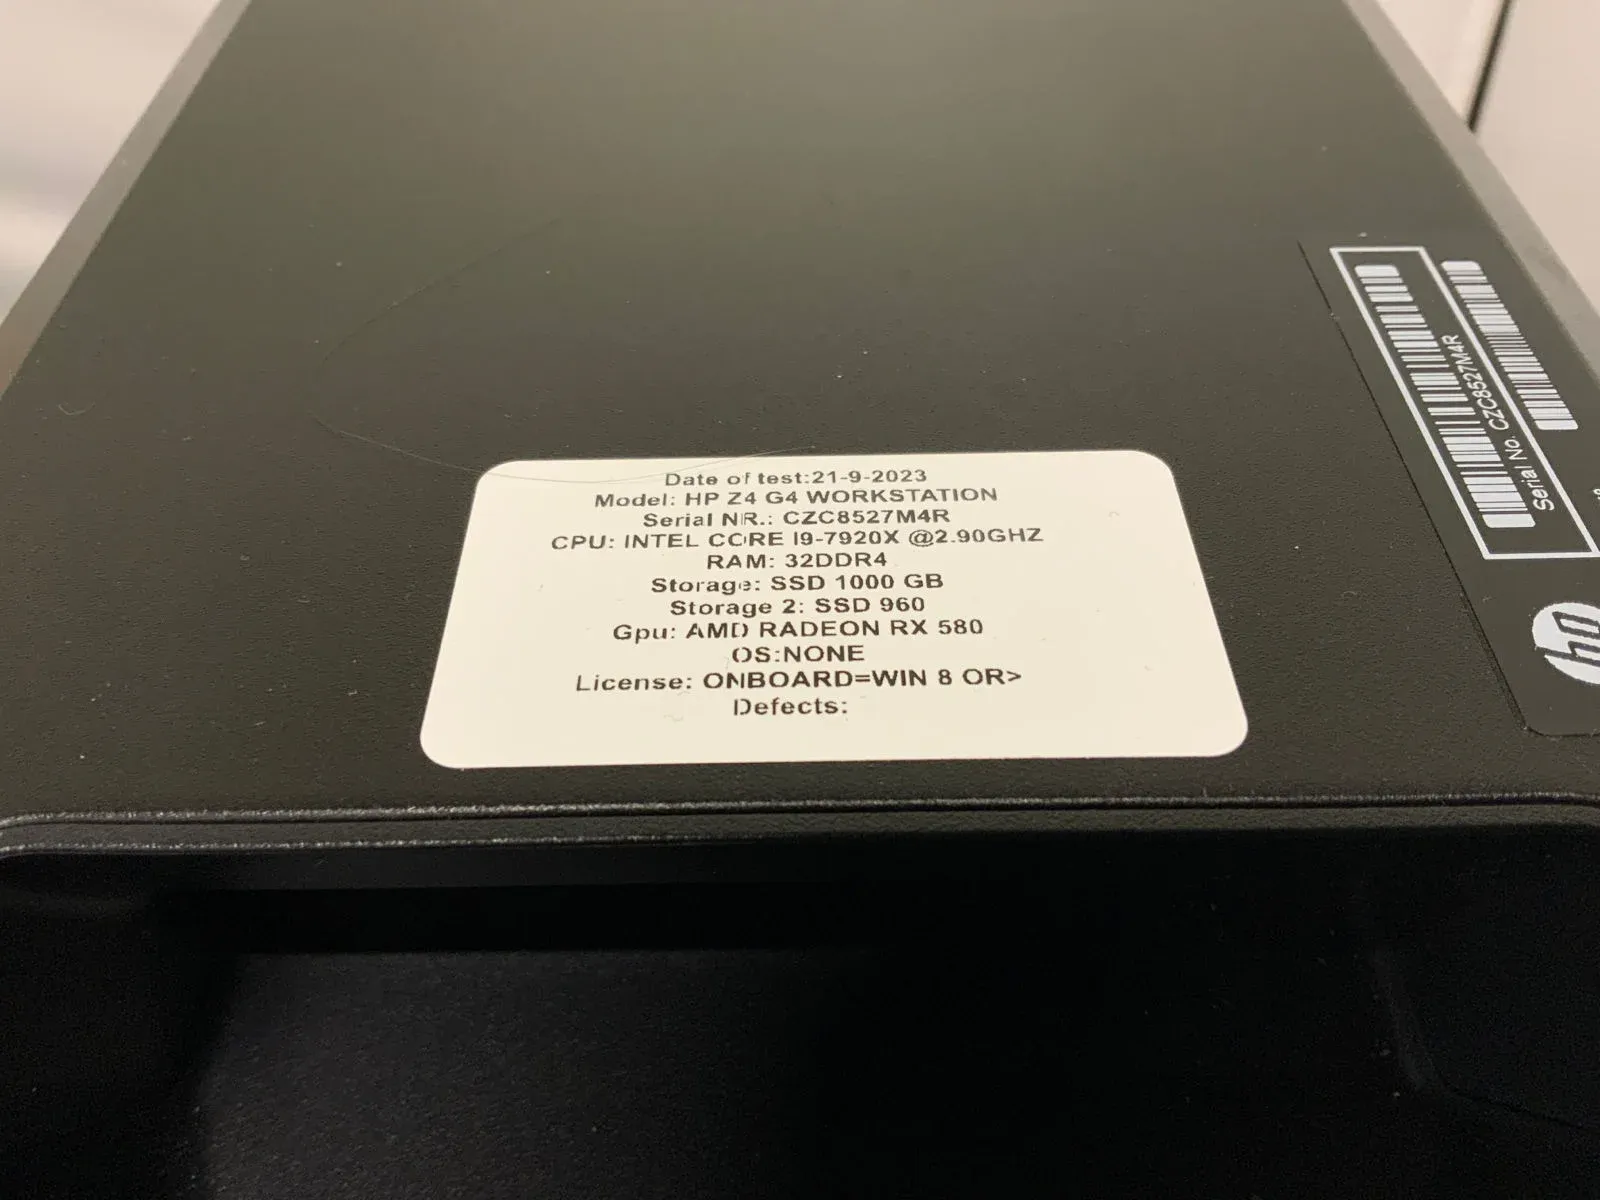 Date of test:21-9-2023
Model: HP Z4 G4 WORKSTATION
Serial NR.: CZC8527M4R
CPU: INTEL CORE I9-7920X @2.90GHZ
RAM: 32DDR4
Storage: SSD 1000 GB
Storage 2: SSD 960
Gpu: AMD RADEON RX 580
OS:NONE
License: ONBOARD=WIN 8 OR>
Defects:
Serial No. CZC8527M4R
hp